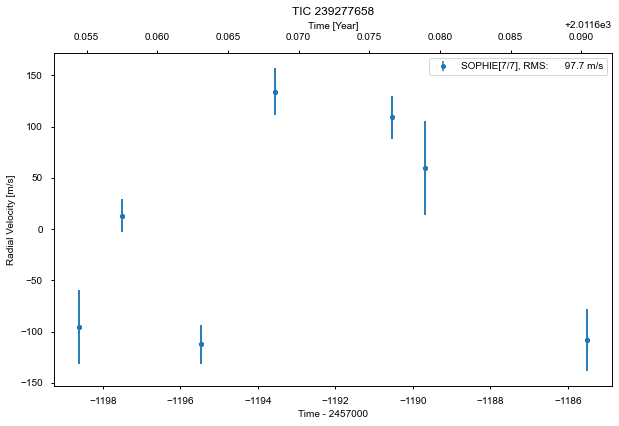 TIC 239277658
Time [Year]
+2.0116e3
0.055 0.060 0.065 0.070 0.075 0.080 0.085 0.090
SOPHIE[7/7], RMS: 97.7 m/s
Radial Velocity [m/s]
150
100
50
0
−50
−100
−150
−1198 −1196 −1194 −1192 −1190 −1188 −1186
Time - 2457000